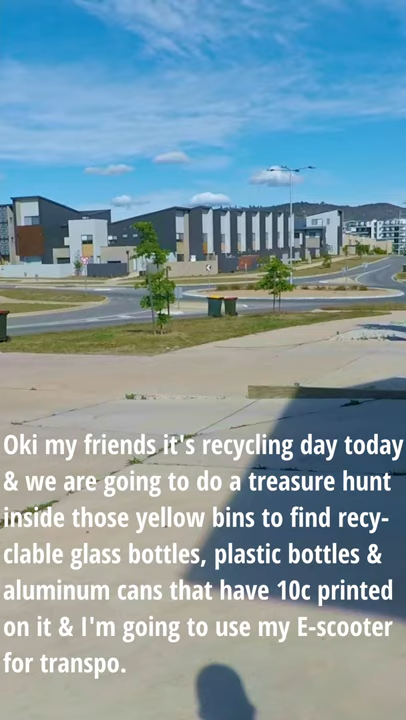 Oki my friends it's recycling day today
& we are going to do a treasure hunt
inside those yellow bins to find recy-
clable glass bottles, plastic bottles &
aluminum cans that have 10c printed
on it & I'm going to use my E-scooter
for transpo.